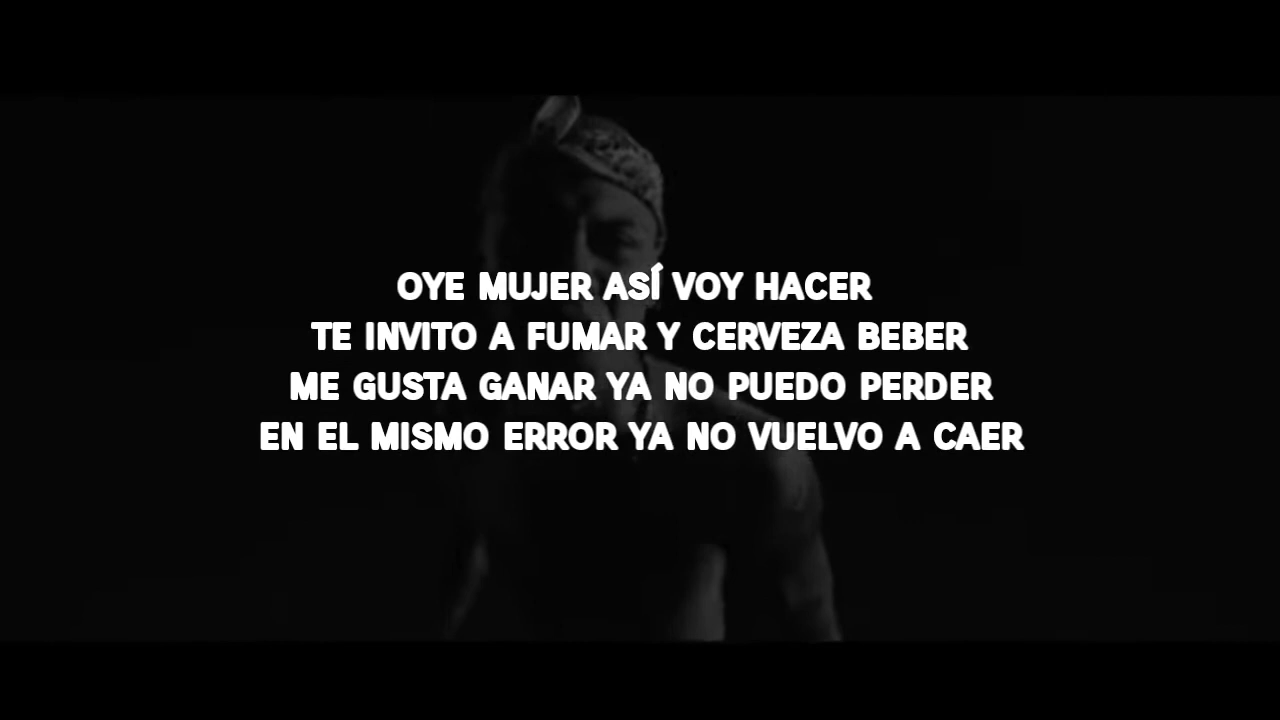 OYE MUJER ASÍ VOY HACER
TE INVITO A FUMAR Y CERVEZA BEBER
ME GUSTA GANAR YA NO PUEDO PERDER
EN EL MISMO ERROR YA NO VUELVO A CAER